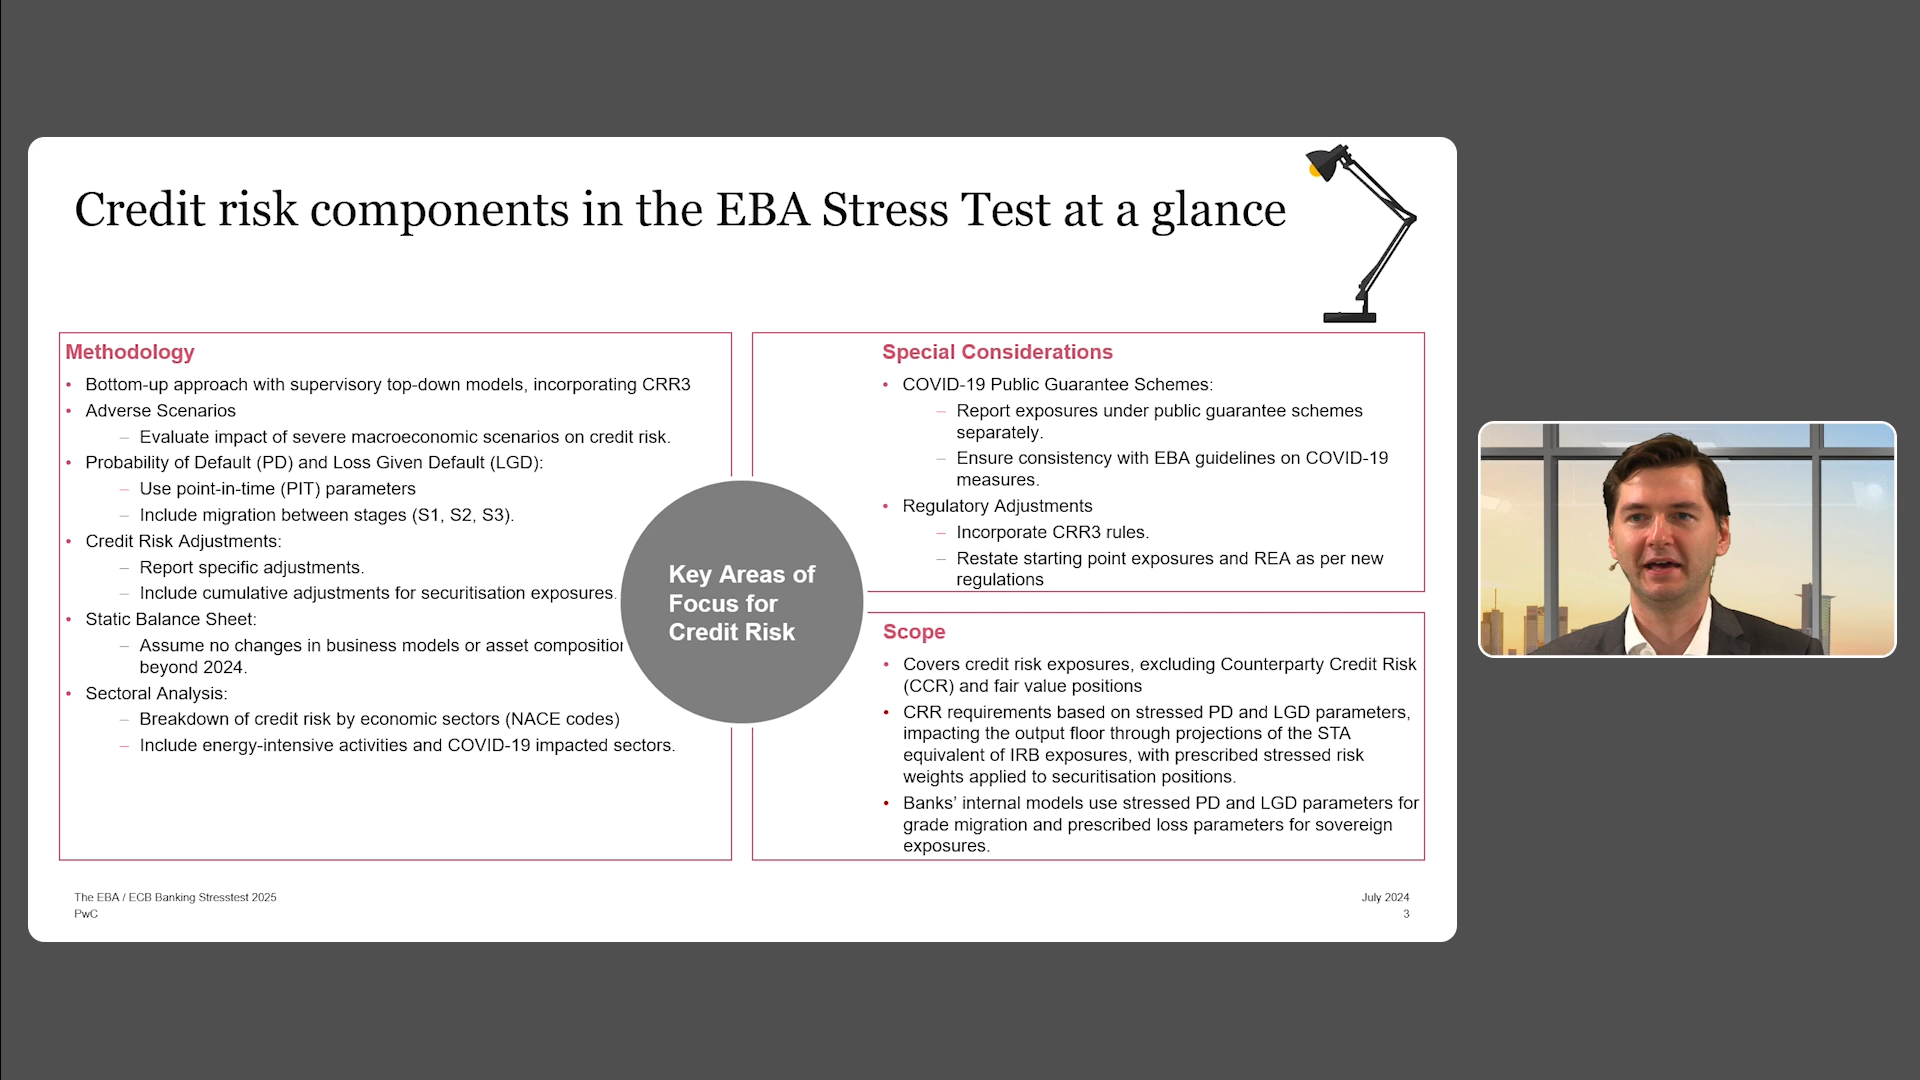 Credit risk components in the EBA Stress Test at a glance
Methodology
• Bottom-up approach with supervisory top-down models, incorporating CRR3
• Adverse Scenarios
– Evaluate impact of severe macroeconomic scenarios on credit risk.
• Probability of Default (PD) and Loss Given Default (LGD):
– Use point-in-time (PIT) parameters
– Include migration between stages (S1, S2, S3).
• Credit Risk Adjustments:
– Report specific adjustments.
– Include cumulative adjustments for securitisation exposures.
• Static Balance Sheet:
– Assume no changes in business models or asset composition
beyond 2024.
• Sectoral Analysis:
– Breakdown of credit risk by economic sectors (NACE codes)
– Include energy-intensive activities and COVID-19 impacted sectors.
Key Areas of
Focus for
Credit Risk
Special Considerations
• COVID-19 Public Guarantee Schemes:
– Report exposures under public guarantee schemes
separately.
– Ensure consistency with EBA guidelines on COVID-19
measures.
• Regulatory Adjustments
– Incorporate CRR3 rules.
– Restate starting point exposures and REA as per new
regulations
Scope
• Covers credit risk exposures, excluding Counterparty Credit Risk
(CCR) and fair value positions
• CRR requirements based on stressed PD and LGD parameters,
impacting the output floor through projections of the STA
equivalent of IRB exposures, with prescribed stressed risk
weights applied to securitisation positions.
• Banks’ internal models use stressed PD and LGD parameters for
grade migration and prescribed loss parameters for sovereign
exposures.
The EBA / ECB Banking Stresstest 2025
PwC
July 2024
3